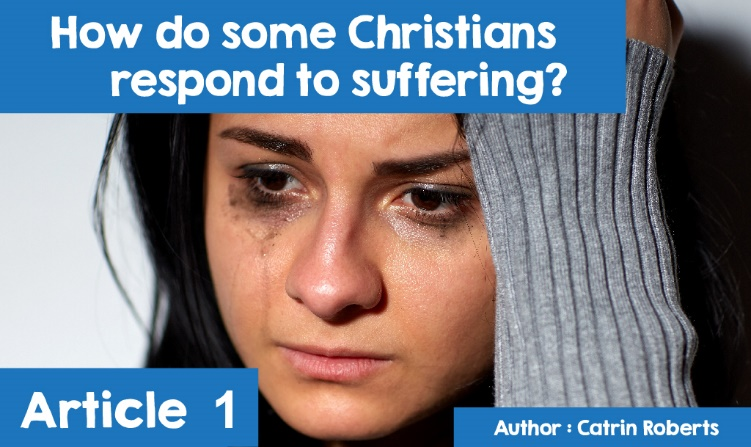 How do some Christians
respond to suffering?
Article 1
Author : Catrin Roberts